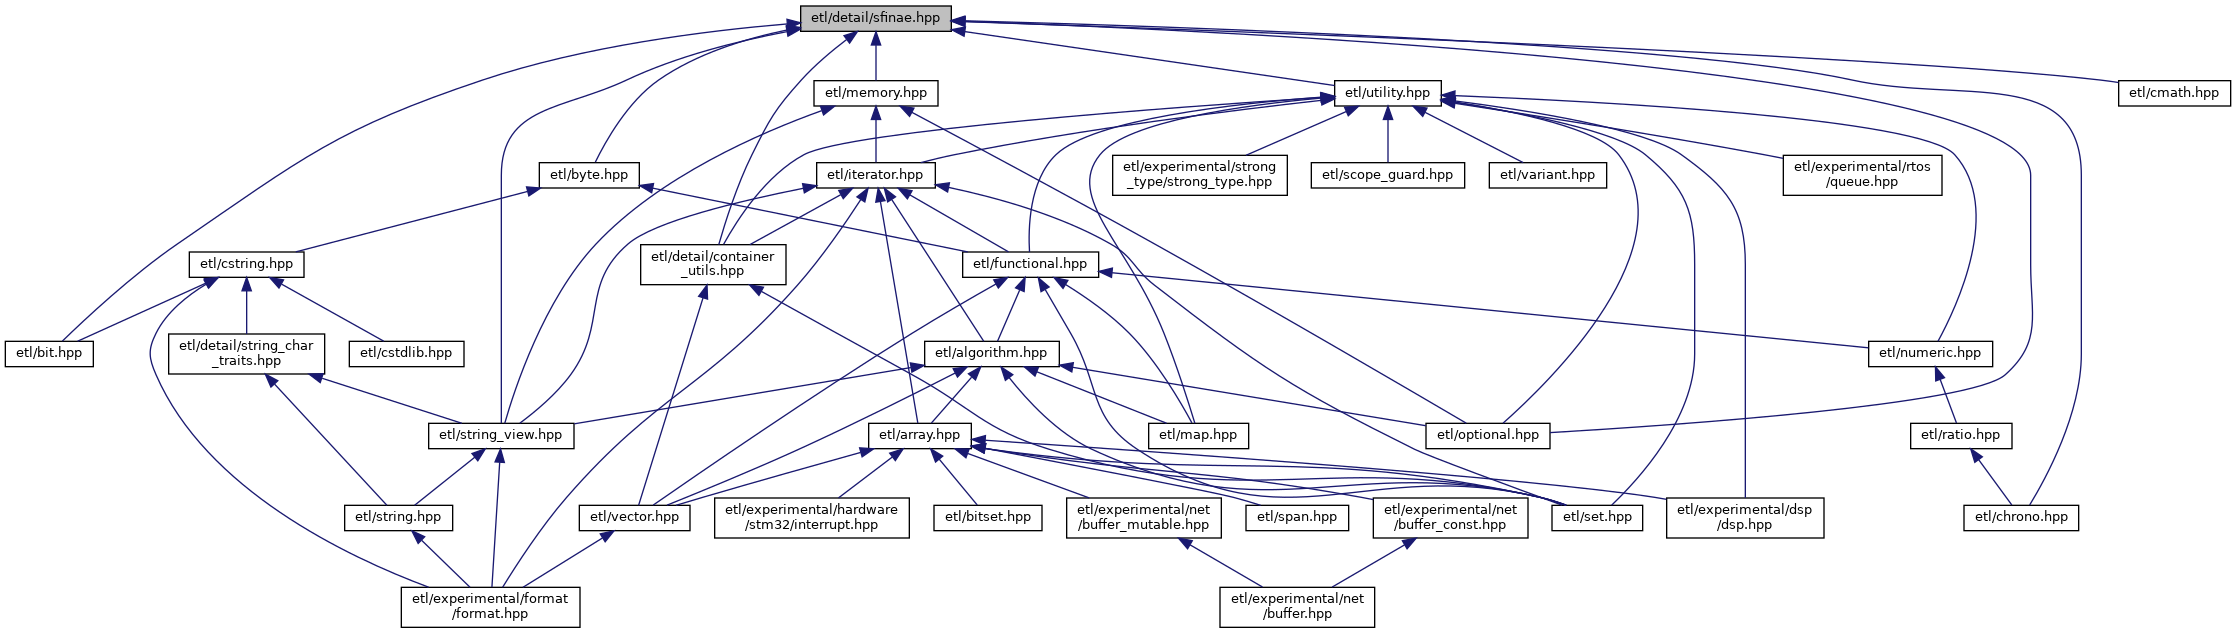 etl/detail/sfinae.hpp
etl/memory.hpp
etl/utility.hpp
etl/cmath.hpp
etl/byte.hpp
etl/iterator.hpp
etl/experimental/strong
_type/strong_type.hpp
etl/scope_guard.hpp
etl/variant.hpp
etl/experimental/rtos
/queue.hpp
etl/cstring.hpp
etl/detail/container
_utils.hpp
etl/functional.hpp
etl/bit.hpp
etl/detail/string_char
_traits.hpp
etl/cstdlib.hpp
etl/algorithm.hpp
etl/numeric.hpp
etl/string_view.hpp
etl/array.hpp
etl/map.hpp
etl/optional.hpp
etl/ratio.hpp
etl/string.hpp
etl/vector.hpp
etl/experimental/hardware
/stm32/interrupt.hpp
etl/bitset.hpp
etl/experimental/net
/buffer_mutable.hpp
etl/span.hpp
etl/experimental/net
/buffer_const.hpp
etl/set.hpp
etl/experimental/dsp
/dsp.hpp
etl/chrono.hpp
etl/experimental/format
/format.hpp
etl/experimental/net
/buffer.hpp